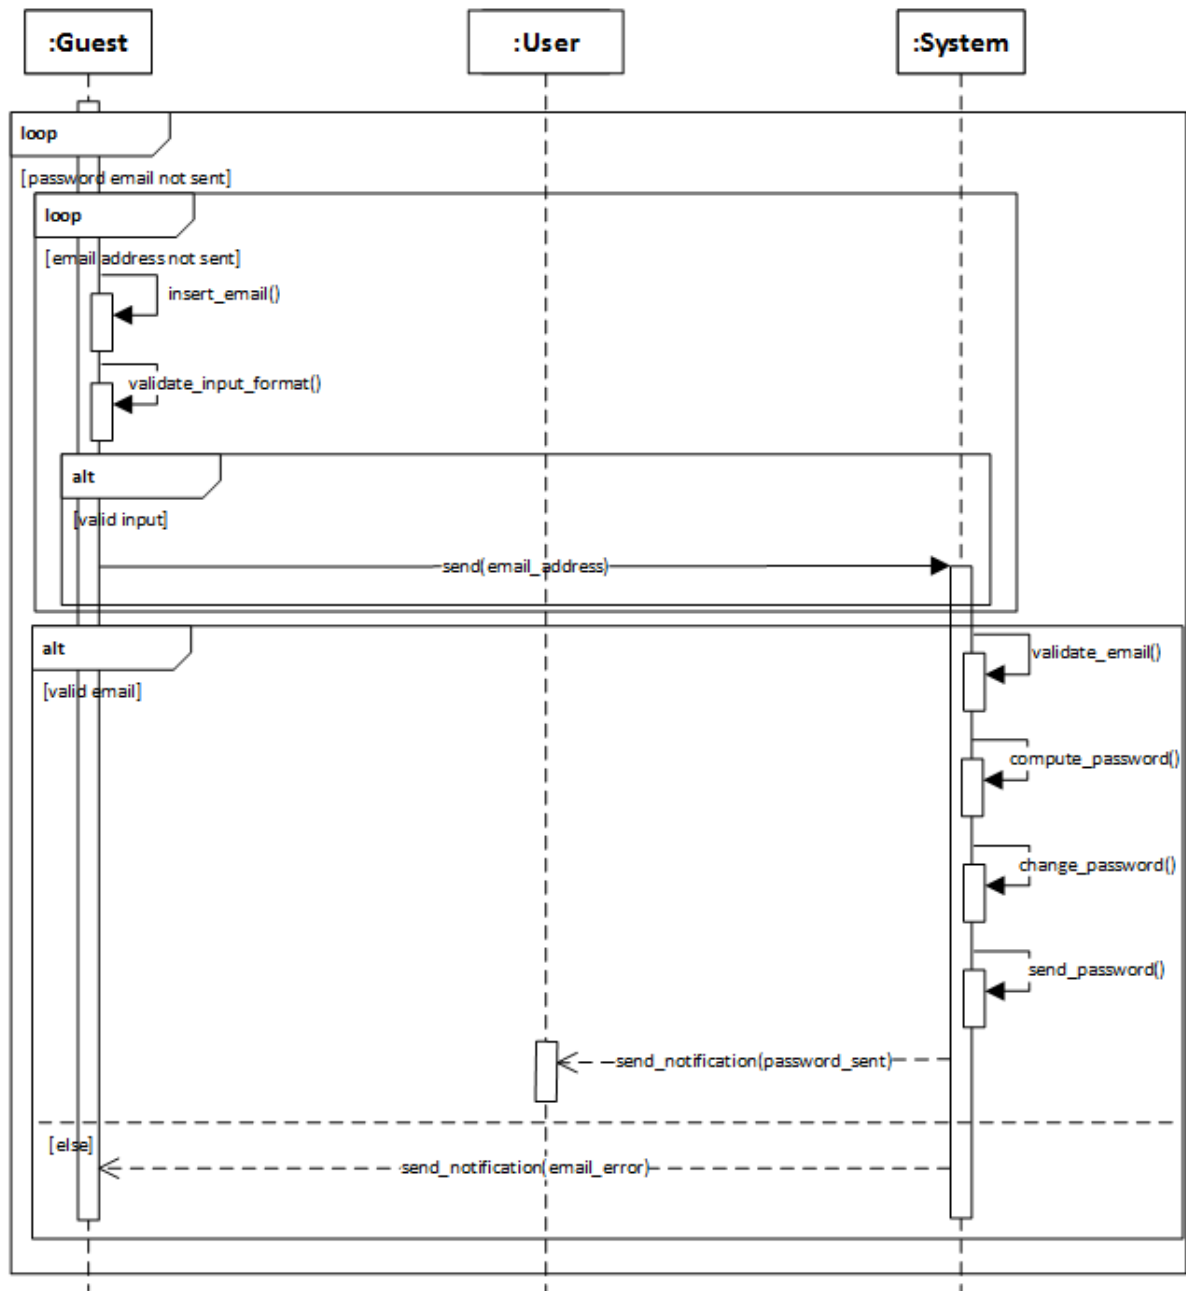 :Guest
:User
:System
loop
[password email not sent]
loop
[email address not sent]
insert_email()
validate_input_format()
alt
[valid input]
send(email_address)
alt
validate_email()
[valid email]
compute_password()
change_password()
send_password()
send_notification(password_sent)
[else]
send_notification(email_error)